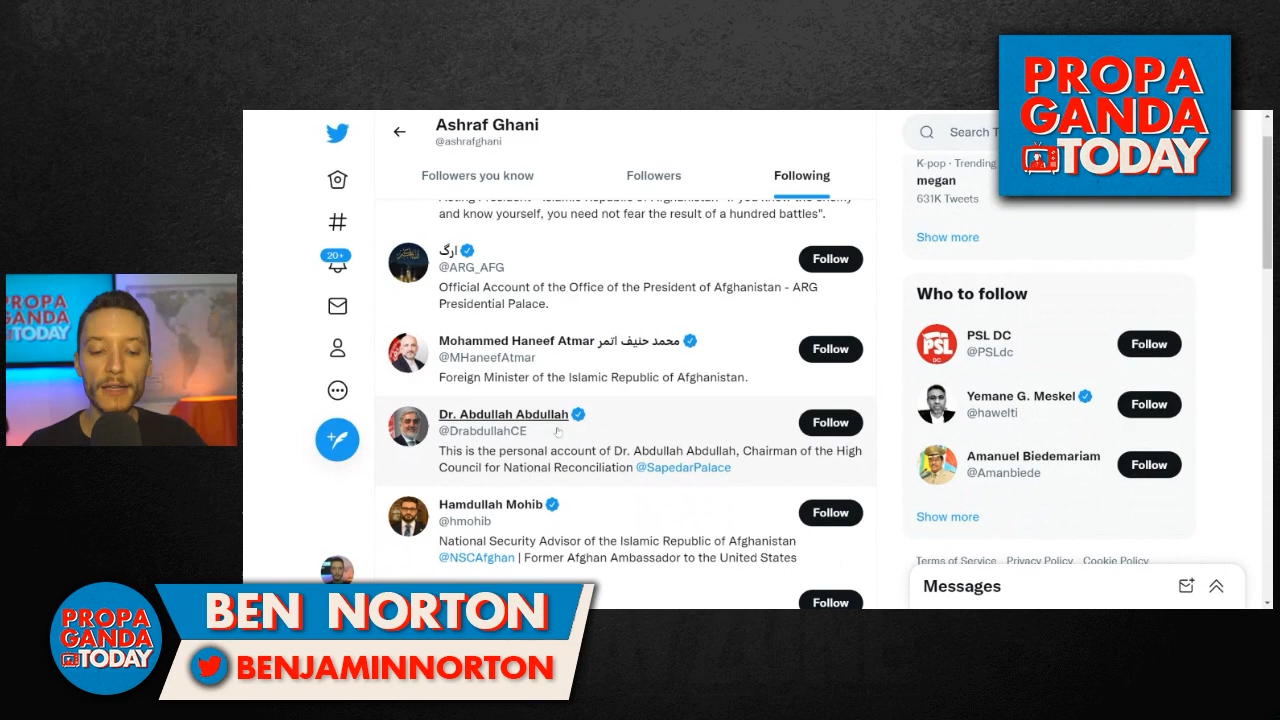 PROPA
GANDA
TODAY
Ashraf Ghani
@ashrafghani
Followers you know
Followers
Following
and know yourself, you need not fear the result of a hundred battles".
ارگ
@ARG_AFG
Follow
Official Account of the Office of the President of Afghanistan - ARG
Presidential Palace.
Mohammed Haneef Atmar محمد حنیف اتمر
@MHaneefAtmar
Follow
Foreign Minister of the Islamic Republic of Afghanistan.
Dr. Abdullah Abdullah
@DrabdullahCE
Follow
This is the personal account of Dr. Abdullah Abdullah, Chairman of the High
Council for National Reconciliation @SapedarPalace
Hamdullah Mohib
@hmohib
Follow
National Security Advisor of the Islamic Republic of Afghanistan
@NSCAfghan | Former Afghan Ambassador to the United States
Follow
20+
Search T
K-pop · Trending
megan
631K Tweets
Show more
Who to follow
PSL DC
@PSLdc
Follow
PSL
DC
Yemane G. Meskel
@hawelti
Follow
Amanuel Biedemariam
@Amanbiede
Follow
Show more
Terms of Service Privacy Policy Cookie Policy
Messages
PROPA
GANDA
TODAY
PROPA
GANDA
TODAY
BEN NORTON
BENJAMINNORTON